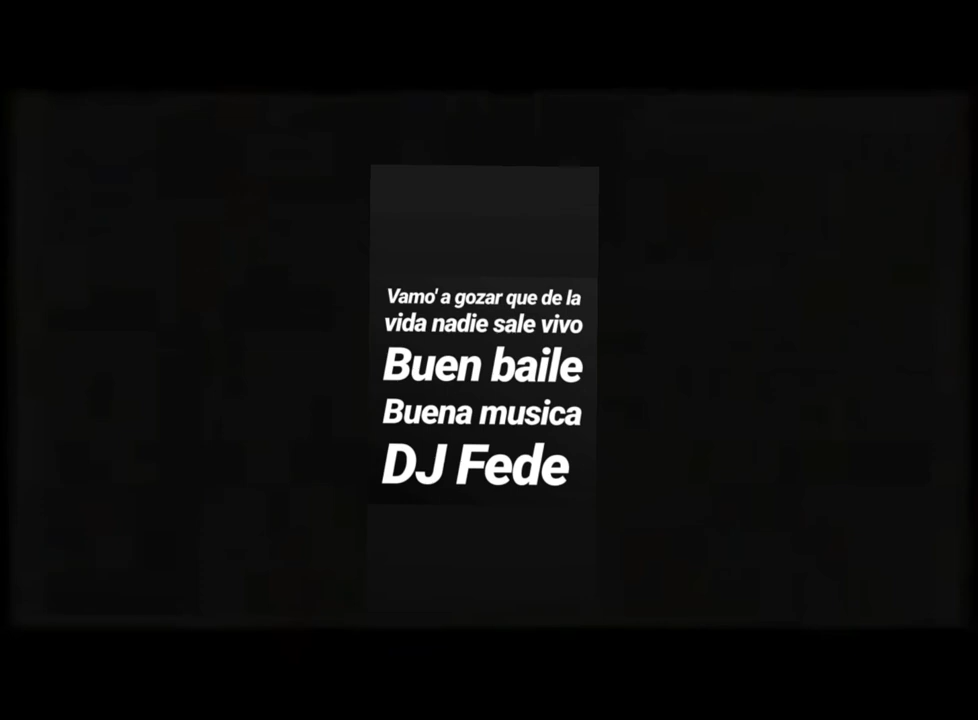 Vamo' a gozar que de la
vida nadie sale vivo
Buen baile
Buena musica
DJ Fede